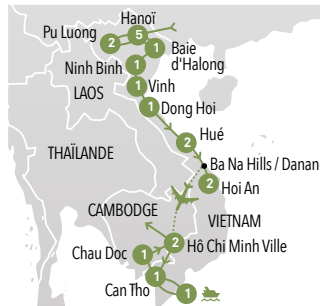 Hanoï
Pu Luong
5
2
1
Baie
d'Halong
Ninh Binh
1
LAOS
1
Vinh
1
Dong Hoi
2
Hué
THAÏLANDE
Ba Na Hills / Danan
2
Hoi An
CAMBODGE
VIETNAM
2
Hô Chi Minh Ville
Chau Doc
1
1
Can Tho
1